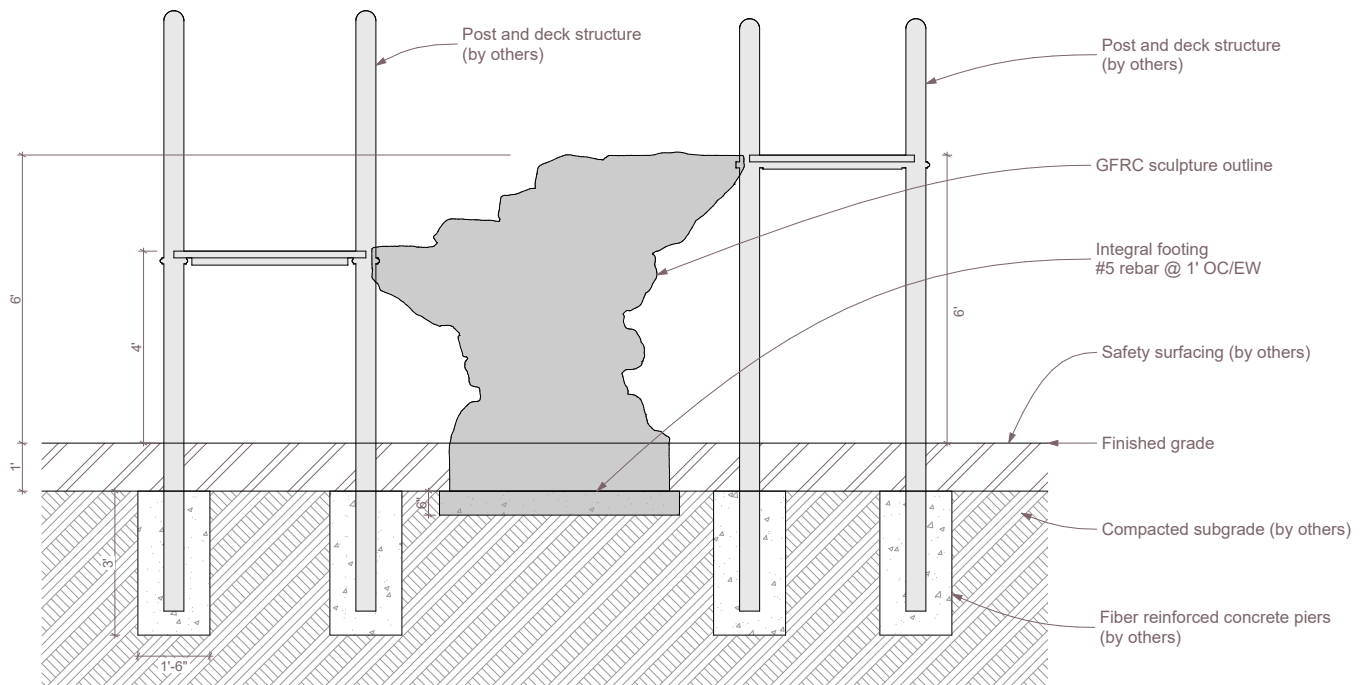 Post and deck structure
(by others)
Post and deck structure
(by others)
GFRC sculpture outline
Integral footing
#5 rebar @ 1' OC/EW
6'
6'
4'
Safety surfacing (by others)
Finished grade
1'
6"
Compacted subgrade (by others)
3'
Fiber reinforced concrete piers
(by others)
1'-6"